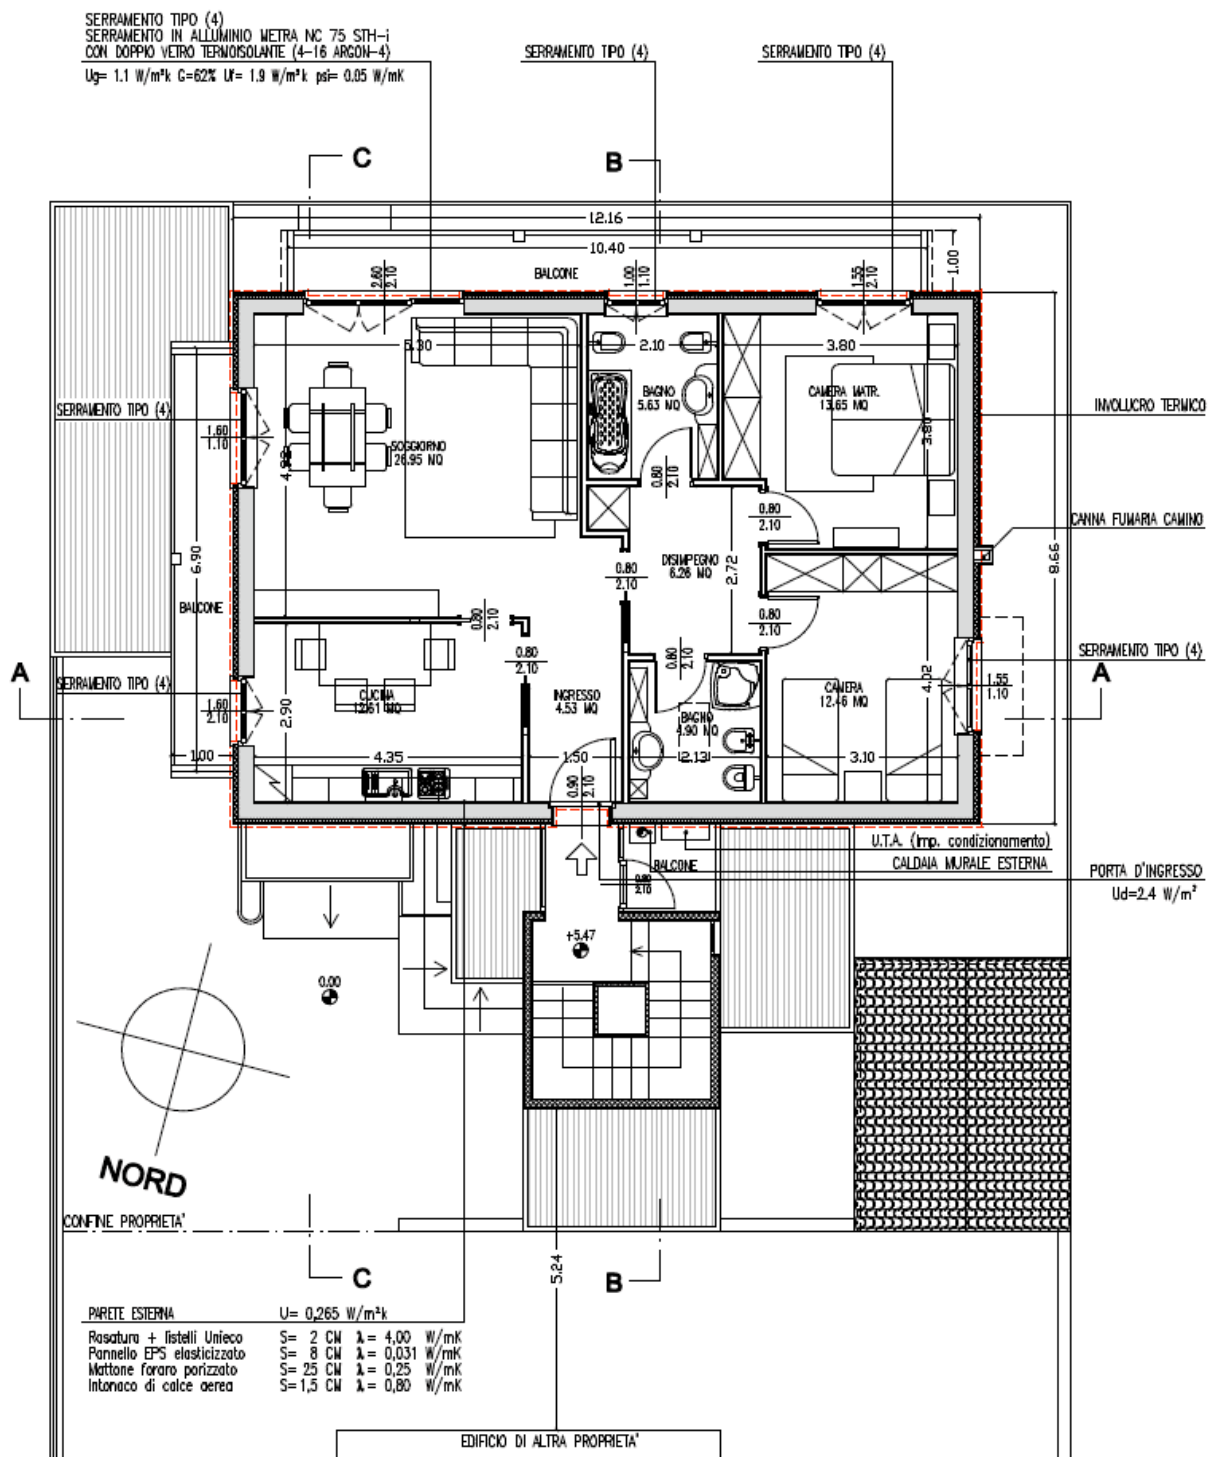 SERRAMENTO TIPO (4)
SERRAMENTO IN ALLUMINIO METRA NC 75 STH-i
CON DOPPIO VETRO TERMOISOLANTE (4-16 ARGON-4)
Ug= 1.1 W/m²k G=62% Uf= 1.9 W/m²k psi= 0.05 W/mK
SERRAMENTO TIPO (4)
SERRAMENTO TIPO (4)
C
B
12.16
10.40
BALCONE
2.60
2.10
1.00
1.10
1.55
2.10
1.00
5.30
2.10
3.80
SERRAMENTO TIPO (4)
1.60
1.10
SOGGIORNO
26.95 MQ
BAGNO
5.63 MQ
CAMERA MATR.
13.65 MQ
3.80
INVOLUCRO TERMICO
0.80
2.10
0.80
2.10
CANNA FUMARIA CAMINO
6.90
BALCONE
DISIMPEGNO
6.26 MQ
2.72
8.66
0.80
2.10
0.80
2.10
0.80
2.10
0.80
2.10
0.80
2.10
SERRAMENTO TIPO (4)
A
SERRAMENTO TIPO (4)
A
1.60
2.10
CUCINA
12.61 MQ
2.90
INGRESSO
4.53 MQ
BAGNO
4.90 MQ
CAMERA
12.46 MQ
4.02
1.55
1.10
1.00
4.35
1.50
2.13
3.10
0.90
2.10
U.T.A. (Imp. condizionamento)
CALDAIA MURALE ESTERNA
BALCONE
0.80
2.10
PORTA D'INGRESSO
Ud=2.4 W/m²
+5.47
0.00
NORD
CONFINE PROPRIETA'
C
B
5.24
PARETE ESTERNA U= 0,265 W/m²k
Rasatura + listelli Unieco S= 2 CM λ= 4,00 W/mK
Pannello EPS elasticizzato S= 8 CM λ= 0,031 W/mK
Mattone foraro porizzato S= 25 CM λ= 0,25 W/mK
Intonaco di calce aerea S= 1,5 CM λ= 0,80 W/mK
EDIFICIO DI ALTRA PROPRIETA'